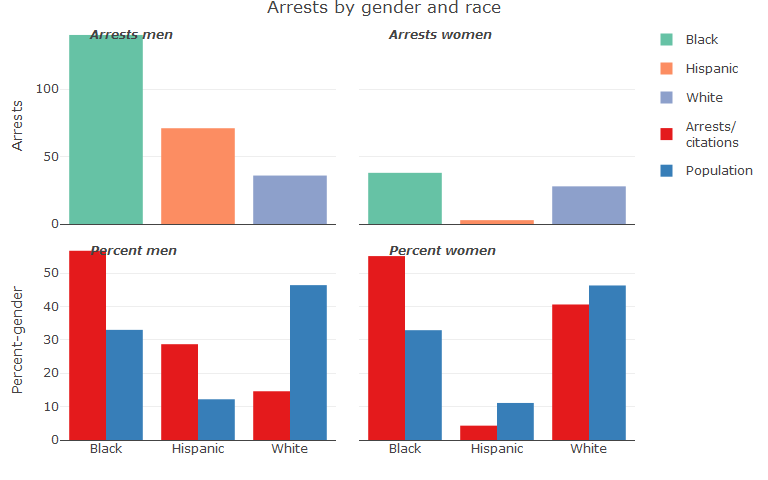 Arrests by gender and race
Arrests men
Arrests women
Arrests
100
50
0
Black
Hispanic
White
Arrests/
citations
Population
Percent men
Percent women
Percent-gender
50
40
30
20
10
0
Black
Hispanic
White
Black
Hispanic
White